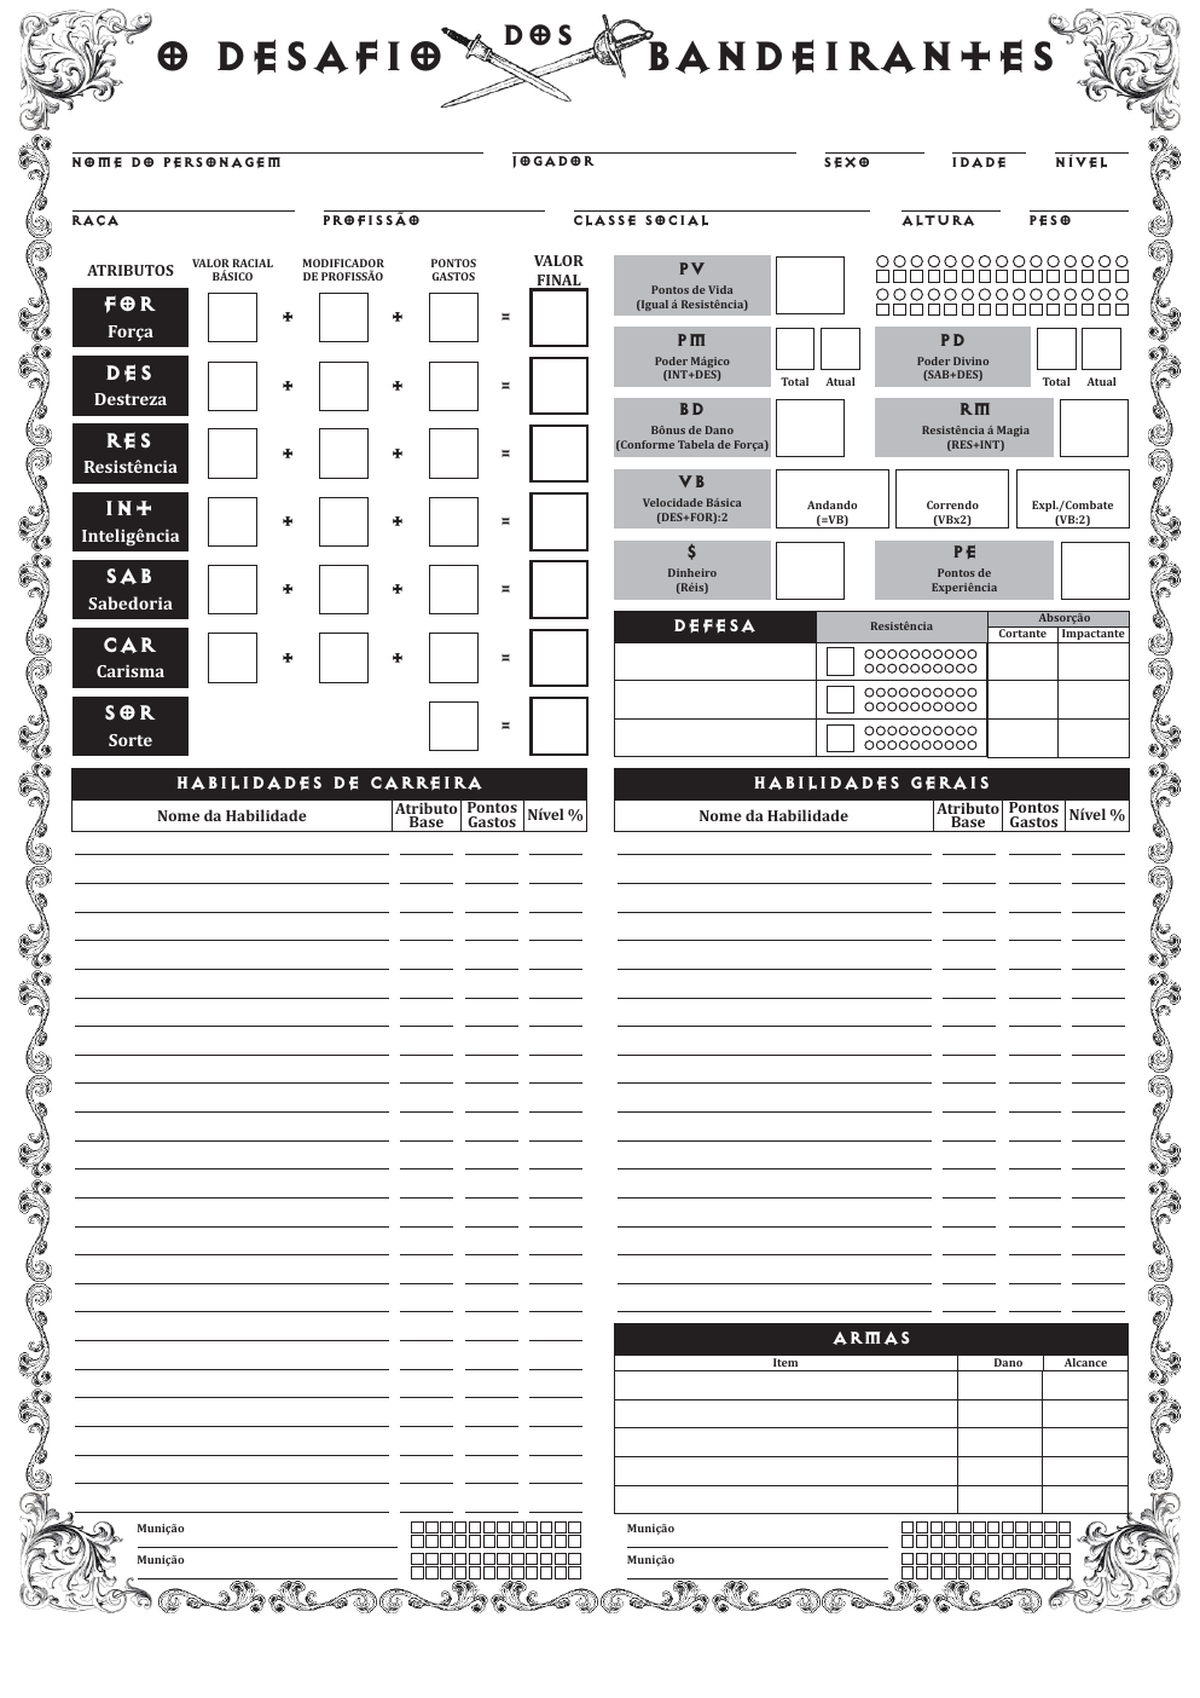 O DESAFIO DOS BANDEIRANTES
NOME DO PERSONAGEM JOGADOR SEXO IDADE NÍVEL
RAÇA PROFISSÃO CLASSE SOCIAL ALTURA PESO
ATRIBUTOS VALOR RACIAL BÁSICO MODIFICADOR DE PROFISSÃO PONTOS GASTOS VALOR FINAL
FOR
Força
+ + =
DES
Destreza
+ + =
RES
Resistência
+ + =
INT
Inteligência
+ + =
SAB
Sabedoria
+ + =
CAR
Carisma
+ + =
SOR
Sorte
=
PV
Pontos de Vida
(Igual á Resistência)
PM
Poder Mágico
(INT+DES)
Total Atual
PD
Poder Divino
(SAB+DES)
Total Atual
BD
Bônus de Dano
(Conforme Tabela de Força)
RM
Resistência á Magia
(RES+INT)
VB
Velocidade Básica
(DES+FOR):2
Andando
(=VB)
Correndo
(VBx2)
Expl./Combate
(VB:2)
$
Dinheiro
(Réis)
PE
Pontos de
Experiência
DEFESA Resistência Absorção
Cortante Impactante
HABILIDADES DE CARREIRA
Nome da Habilidade Atributo Base Pontos Gastos Nível %
HABILIDADES GERAIS
Nome da Habilidade Atributo Base Pontos Gastos Nível %
ARMAS
Item Dano Alcance
Munição
Munição
Munição
Munição